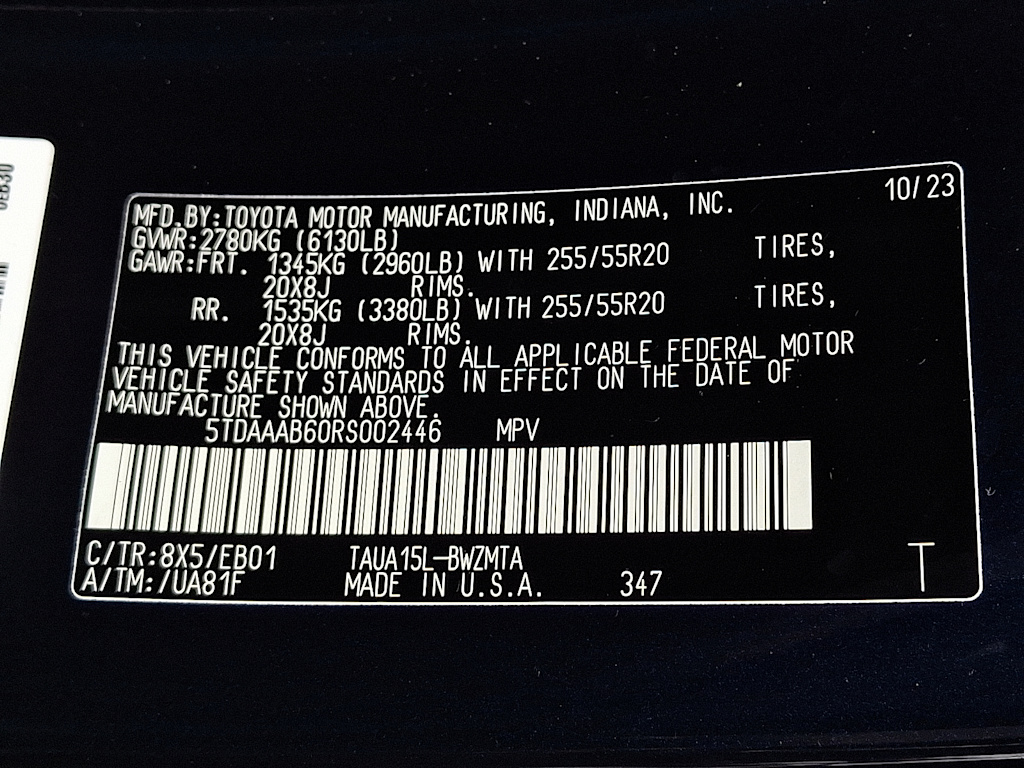 10/23
MFD.BY:TOYOTA MOTOR MANUFACTURING, INDIANA, INC.
GVWR:2780KG (6130LB)
GAWR:FRT. 1345KG (2960LB) WITH 255/55R20 TIRES,
20X8J RIMS.
RR. 1535KG (3380LB) WITH 255/55R20 TIRES,
20X8J RIMS.
THIS VEHICLE CONFORMS TO ALL APPLICABLE FEDERAL MOTOR
VEHICLE SAFETY STANDARDS IN EFFECT ON THE DATE OF
MANUFACTURE SHOWN ABOVE.
5TDAAAB60RS002446 MPV
C/TR:8X5/EB01 TAUA15L-BWZMTA
A/TM:/UA81F MADE IN U.S.A. 347 T